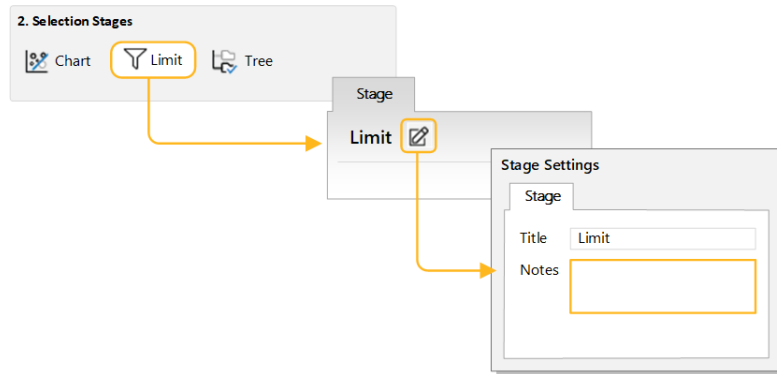 2. Selection Stages
Chart Limit Tree
Stage
Limit
Stage Settings
Stage
Title Limit
Notes